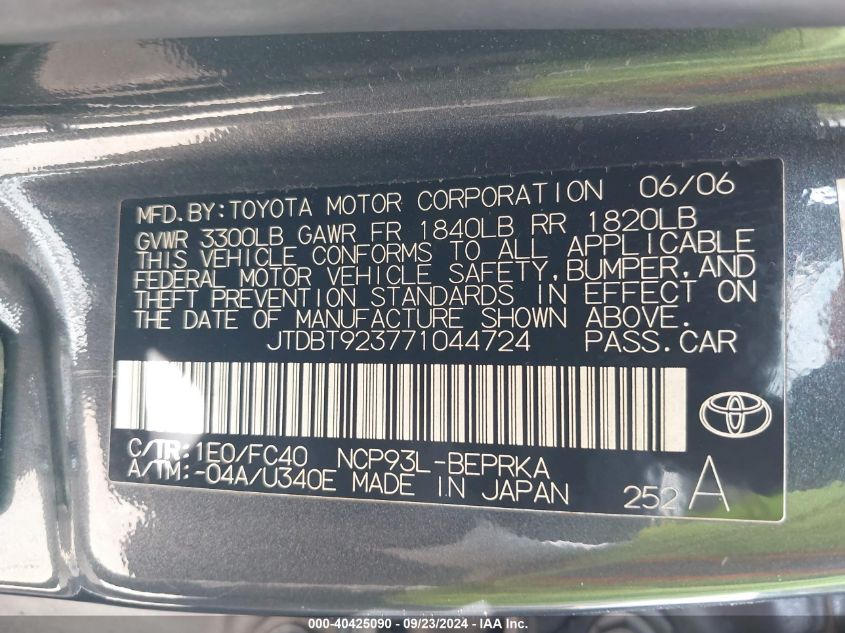 MFD. BY: TOYOTA MOTOR CORPORATION 06/06
GVWR 3300LB GAWR FR 1840LB RR 1820LB
THIS VEHICLE CONFORMS TO ALL APPLICABLE
FEDERAL MOTOR VEHICLE SAFETY, BUMPER, AND
THEFT PREVENTION STANDARDS IN EFFECT ON
THE DATE OF MANUFACTURE SHOWN ABOVE.
JTDBT923771044724 PASS. CAR
C/TR: 1E0/FC40 NCP93L-BEPRKA
A/TM: -04A/U340E MADE IN JAPAN 252 A
000-40425090 - 09/23/2024 - IAA Inc.